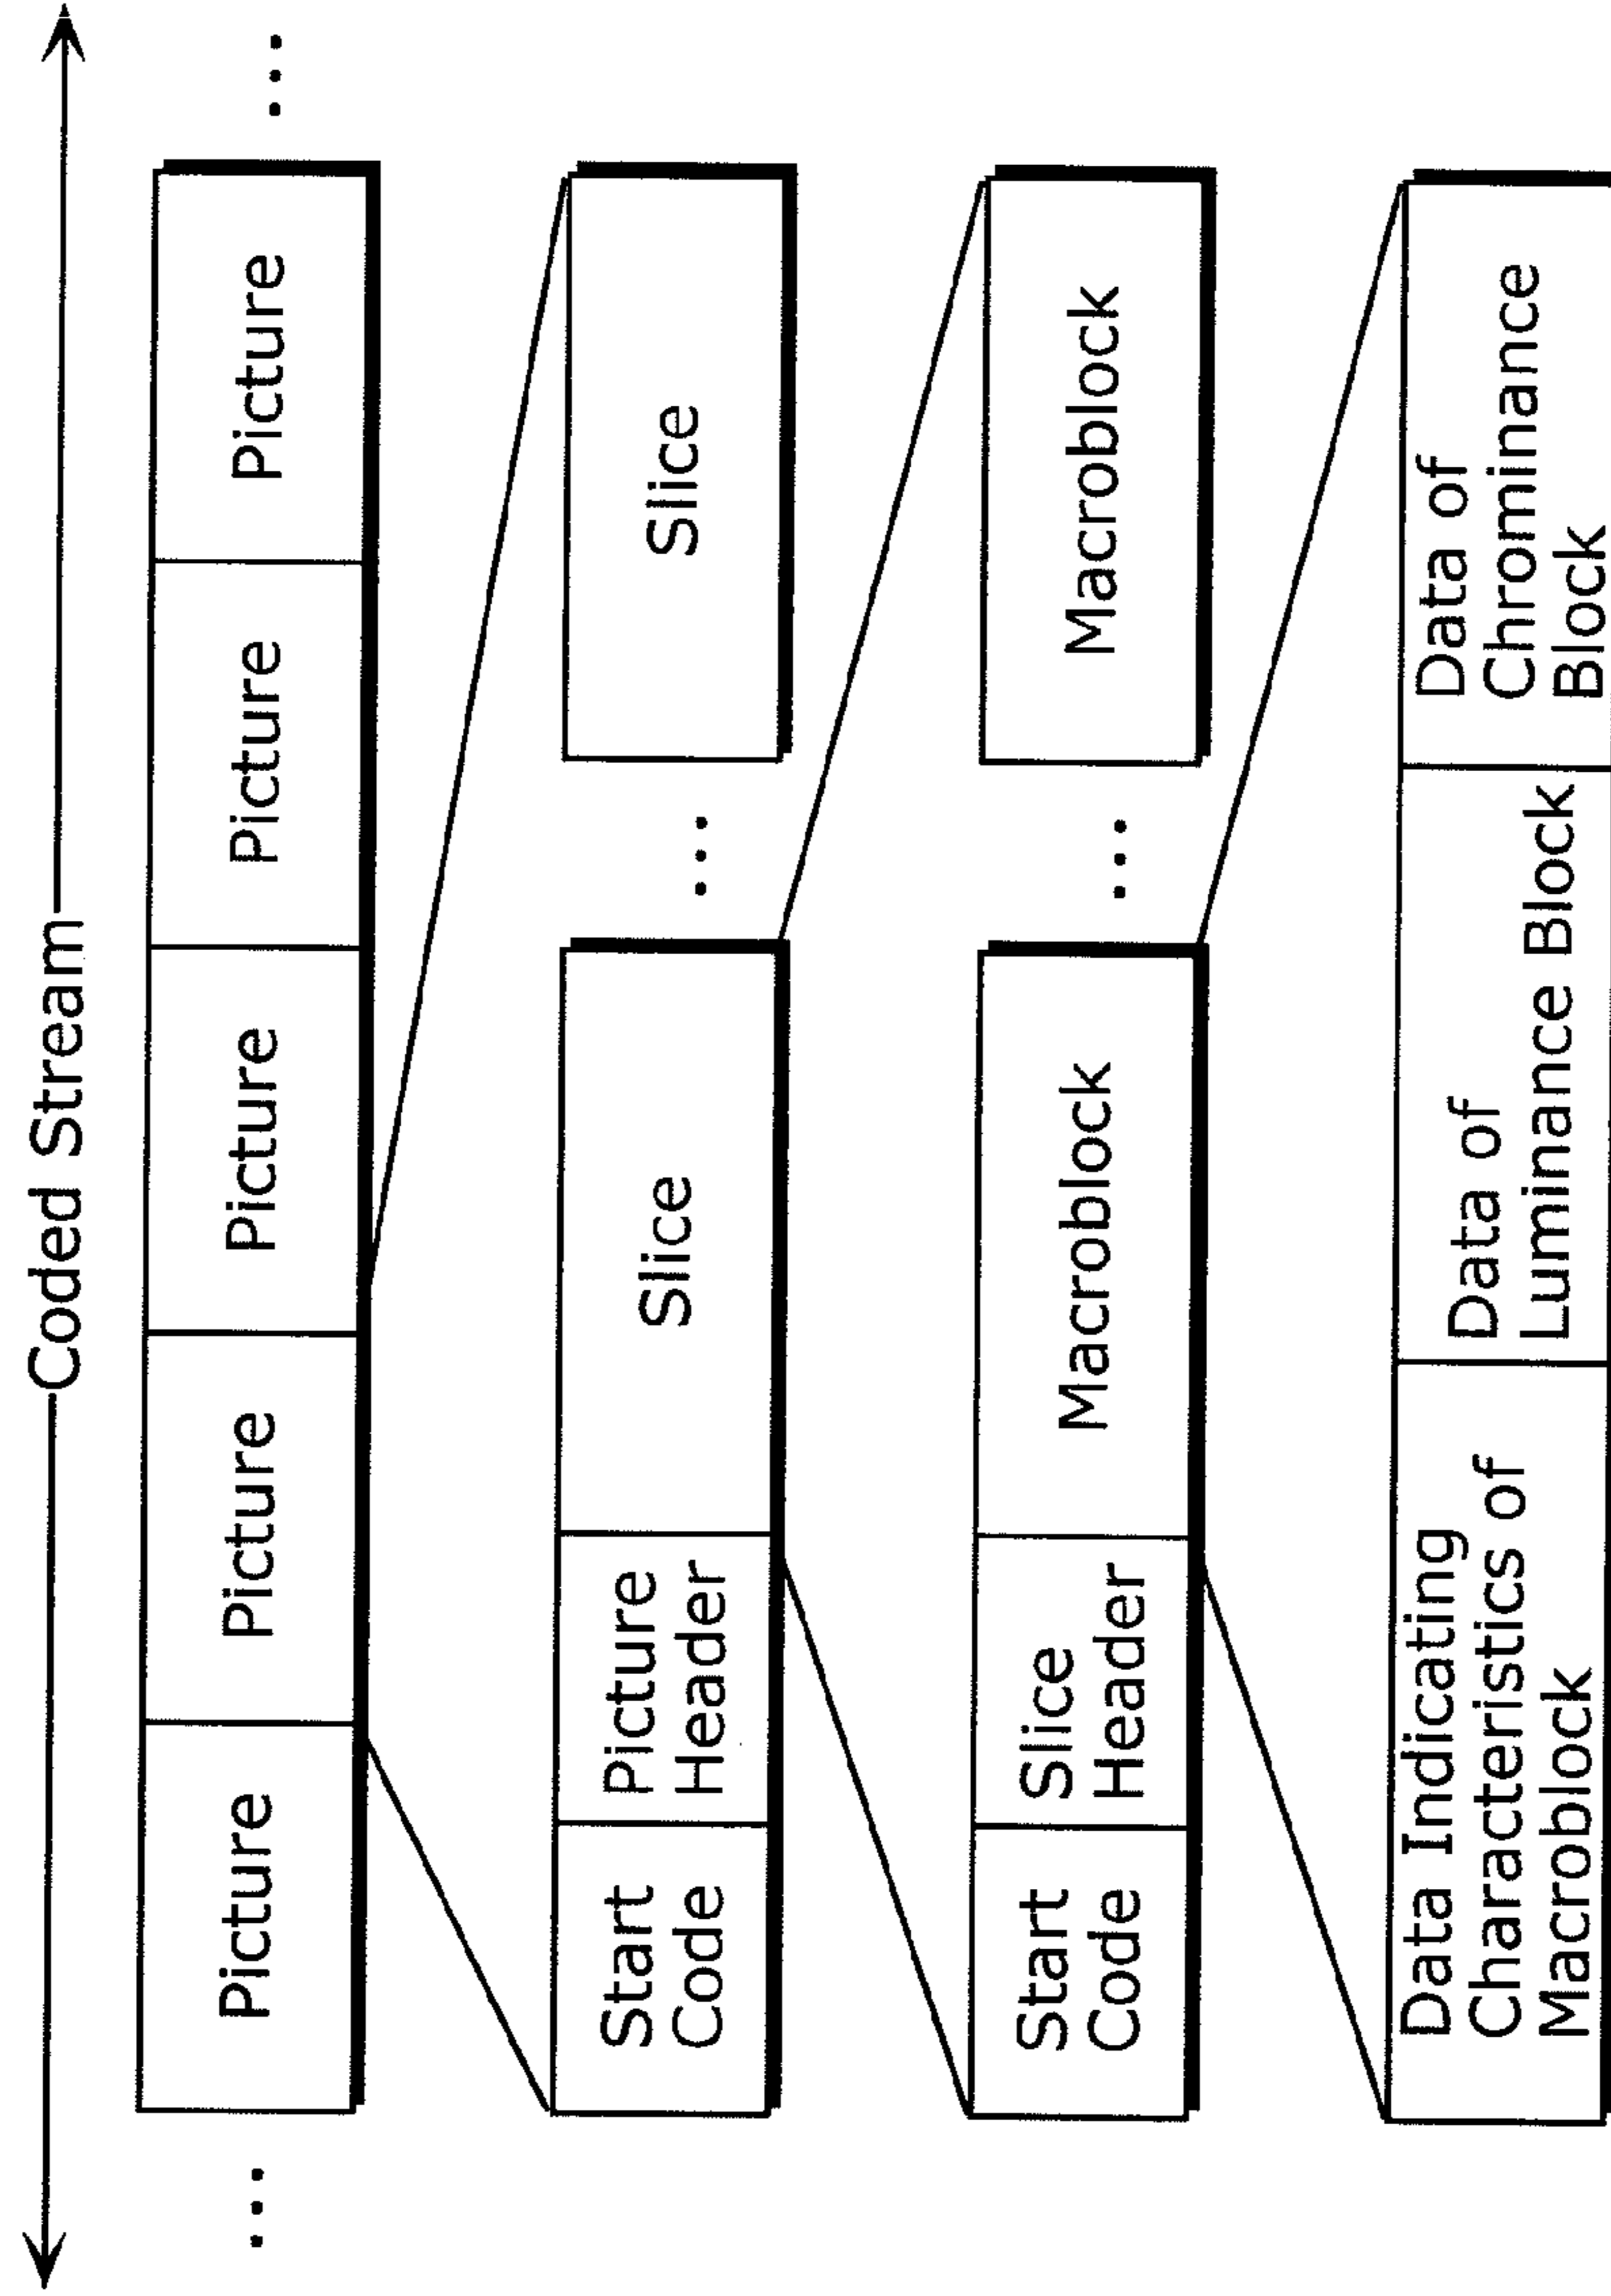 Coded Stream
... Picture Picture Picture Picture Picture ...
Start
Code
Picture
Header
Slice
...
Slice
Start
Code
Slice
Header
Macroblock
...
Macroblock
Data Indicating
Characteristics of
Macroblock
Data of
Luminance Block
Data of
Chrominance
Block